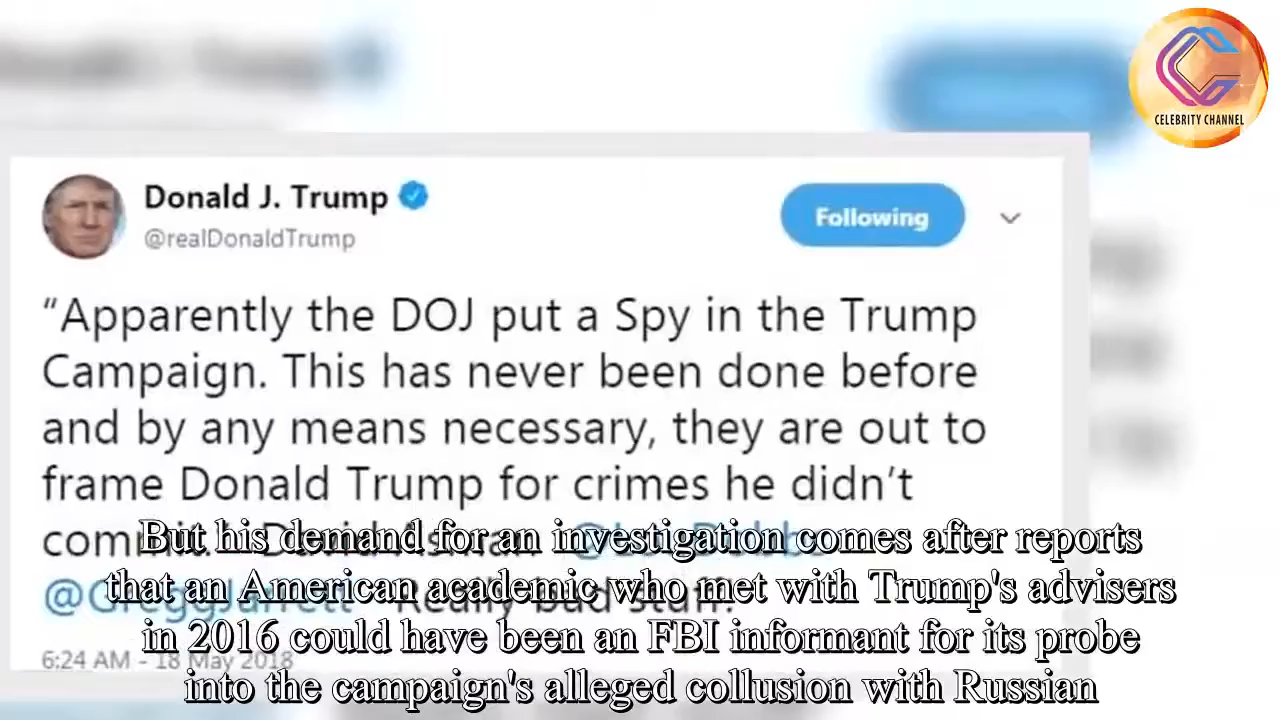 CELEBRITY CHANNEL
Donald J. Trump
@realDonaldTrump
Following
“Apparently the DOJ put a Spy in the Trump
Campaign. This has never been done before
and by any means necessary, they are out to
frame Donald Trump for crimes he didn’t
But his demand for an investigation comes after reports
that an American academic who met with Trump's advisers
in 2016 could have been an FBI informant for its probe
into the campaign's alleged collusion with Russian
@GreggJarrett Really bad stuff!
6:24 AM - 18 May 2018